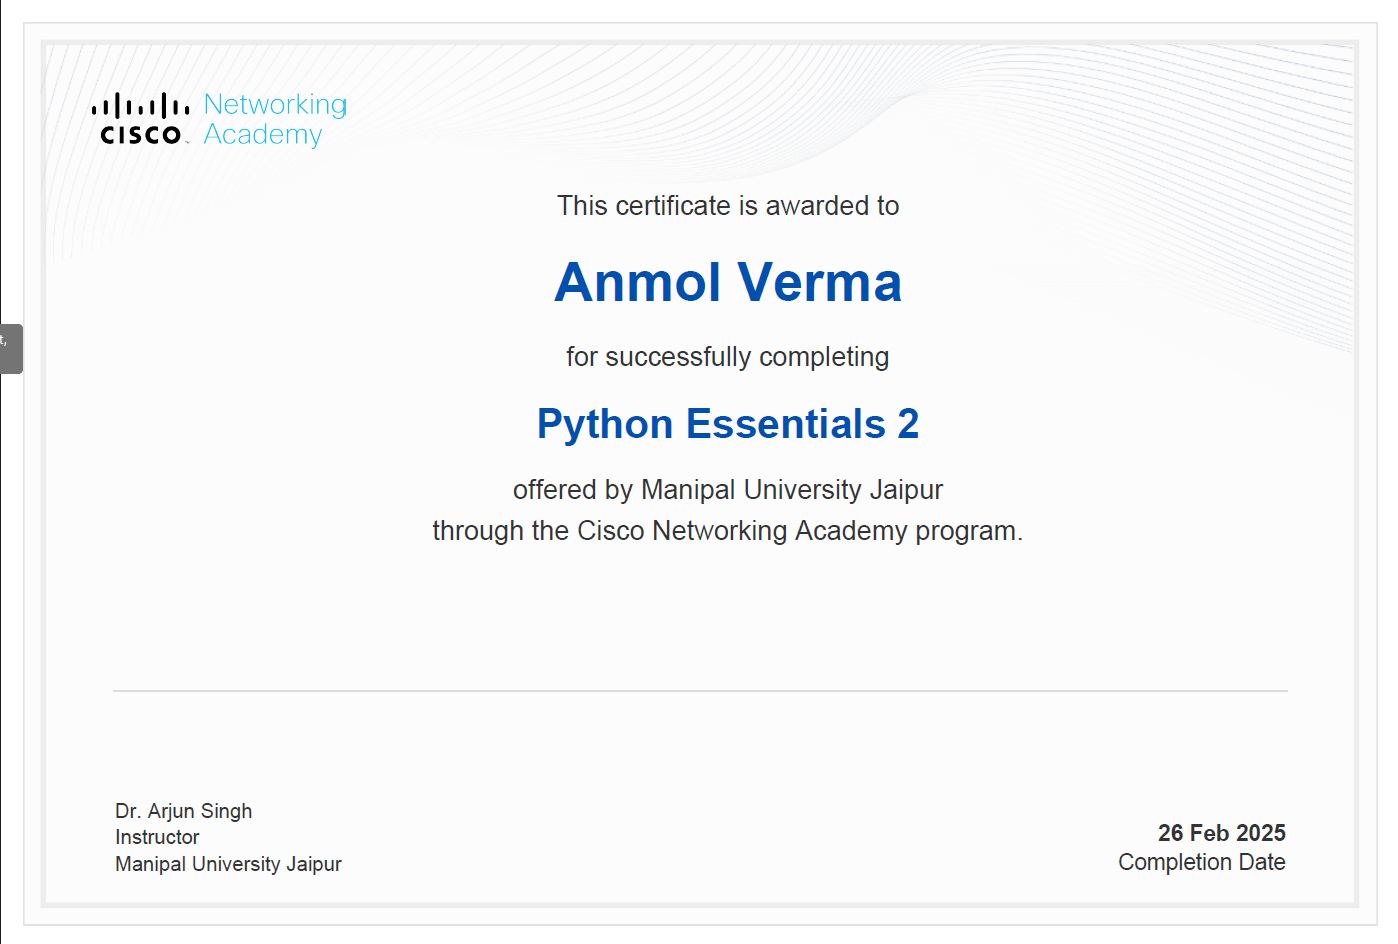 Networking
CISCO Academy
This certificate is awarded to
Anmol Verma
for successfully completing
Python Essentials 2
offered by Manipal University Jaipur
through the Cisco Networking Academy program.
t,
Dr. Arjun Singh
Instructor
Manipal University Jaipur
26 Feb 2025
Completion Date